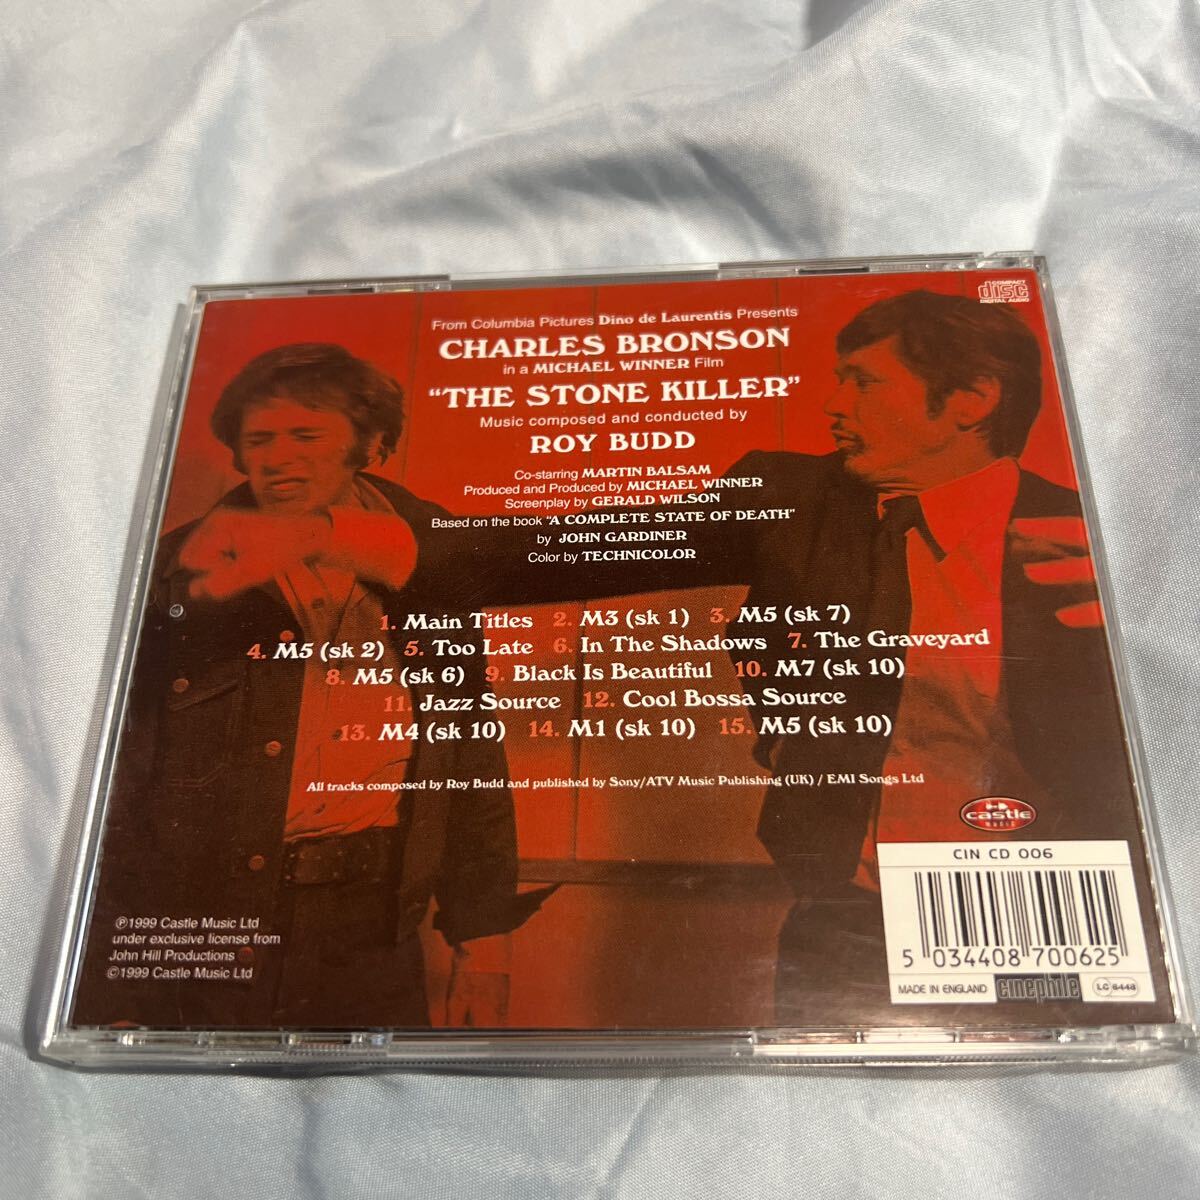 COMPACT
disc
DIGITAL AUDIO
From Columbia Pictures Dino de Laurentis Presents
CHARLES BRONSON
in a MICHAEL WINNER Film
"THE STONE KILLER"
Music composed and conducted by
ROY BUDD
Co-starring MARTIN BALSAM
Produced and Produced by MICHAEL WINNER
Screenplay by GERALD WILSON
Based on the book "A COMPLETE STATE OF DEATH"
by JOHN GARDINER
Color by TECHNICOLOR
1. Main Titles 2. M3 (sk 1) 3. M5 (sk 7)
4. M5 (sk 2) 5. Too Late 6. In The Shadows 7. The Graveyard
8. M5 (sk 6) 9. Black Is Beautiful 10. M7 (sk 10)
11. Jazz Source 12. Cool Bossa Source
13. M4 (sk 10) 14. M1 (sk 10) 15. M5 (sk 10)
All tracks composed by Roy Budd and published by Sony/ATV Music Publishing (UK) / EMI Songs Ltd
castle
MUSIC
CIN CD 006
5 034408 700625
MADE IN ENGLAND cinephile LC 6448
℗1999 Castle Music Ltd
under exclusive license from
John Hill Productions
©1999 Castle Music Ltd